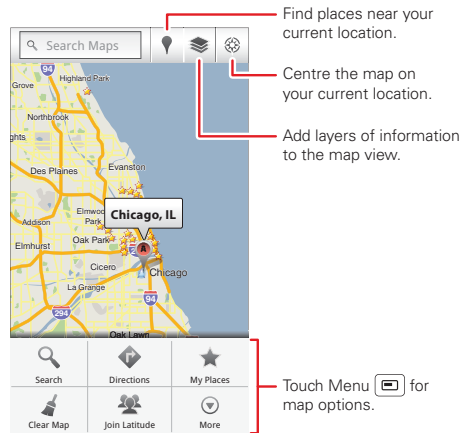 Find places near your
current location.
Search Maps
Centre the map on
your current location.
Add layers of information
to the map view.
94
Highland Park
Grove
Northbrook
ghts
Des Plaines
Evanston
Chicago, IL
Elmwood
Park
Addison
Oak Park
Elmhurst
A
Cicero
Chicago
La Grange
294
94
Oak Lawn
Search
Directions
My Places
Clear Map
Join Latitude
More
Touch Menu for
map options.